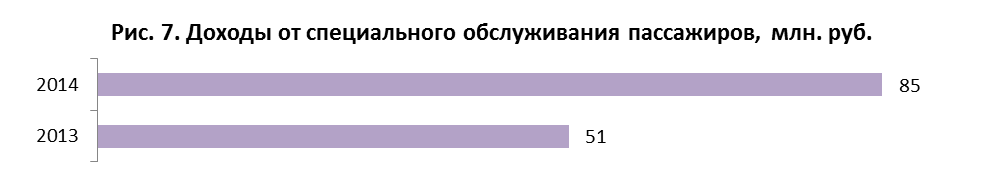 Рис. 7. Доходы от специального обслуживания пассажиров, млн. руб.
2014 85
2013 51